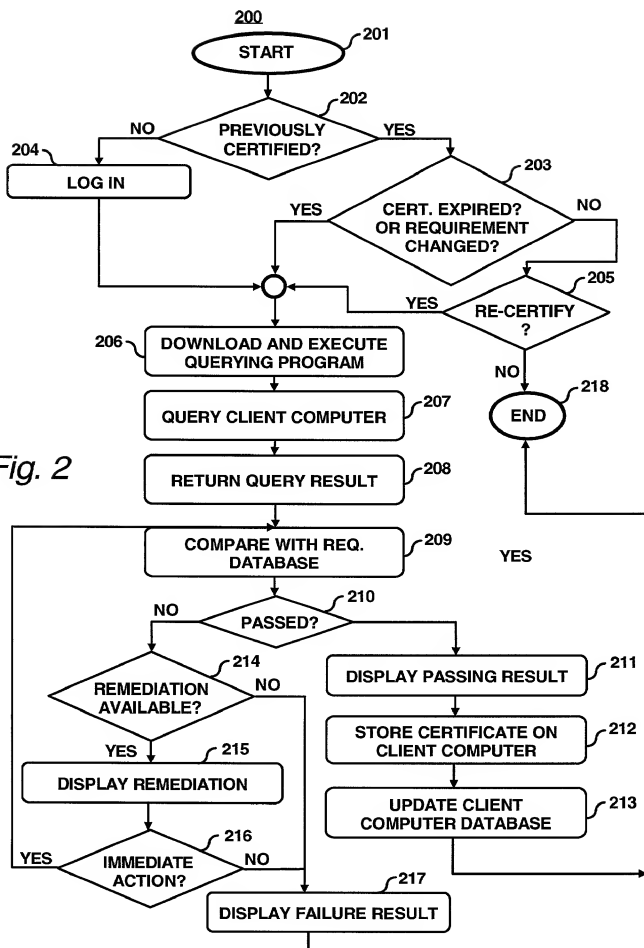 200
START
201
202
PREVIOUSLY
CERTIFIED?
NO
YES
204
LOG IN
203
CERT. EXPIRED?
OR REQUIREMENT
CHANGED?
YES
NO
205
RE-CERTIFY
?
YES
NO
206
DOWNLOAD AND EXECUTE
QUERYING PROGRAM
218
END
207
QUERY CLIENT COMPUTER
Fig. 2
208
RETURN QUERY RESULT
209
COMPARE WITH REQ.
DATABASE
YES
210
PASSED?
NO
214
REMEDIATION
AVAILABLE?
NO
YES
211
DISPLAY PASSING RESULT
212
STORE CERTIFICATE ON
CLIENT COMPUTER
215
DISPLAY REMEDIATION
213
UPDATE CLIENT
COMPUTER DATABASE
216
IMMEDIATE
ACTION?
YES
NO
217
DISPLAY FAILURE RESULT